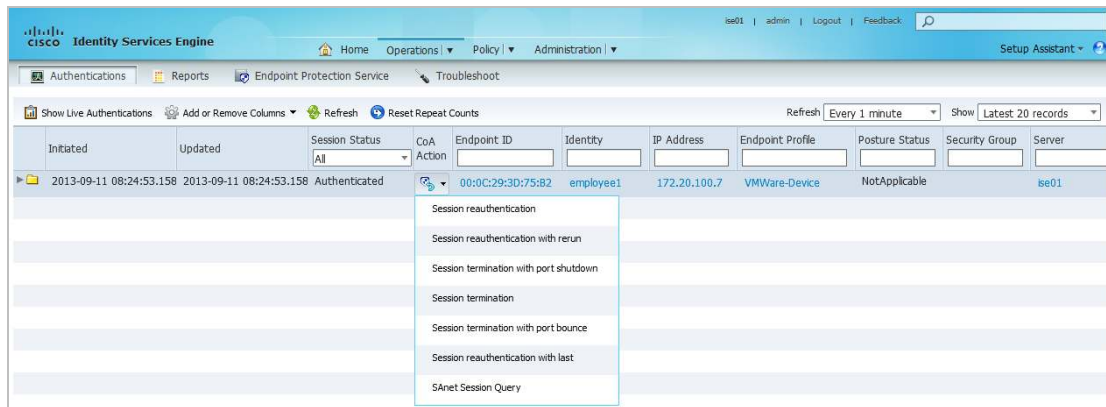 ise01 | admin | Logout | Feedback
CISCO Identity Services Engine
Home Operations | Policy | Administration |
Setup Assistant
Authentications Reports Endpoint Protection Service Troubleshoot
Show Live Authentications Add or Remove Columns Refresh Reset Repeat Counts Refresh Every 1 minute Show Latest 20 records
Initiated Updated Session Status CoA Action Endpoint ID Identity IP Address Endpoint Profile Posture Status Security Group Server
All
2013-09-11 08:24:53.158 2013-09-11 08:24:53.158 Authenticated 00:0C:29:3D:75:B2 employee1 172.20.100.7 VMWare-Device NotApplicable ise01
Session reauthentication
Session reauthentication with rerun
Session termination with port shutdown
Session termination
Session termination with port bounce
Session reauthentication with last
SAnet Session Query